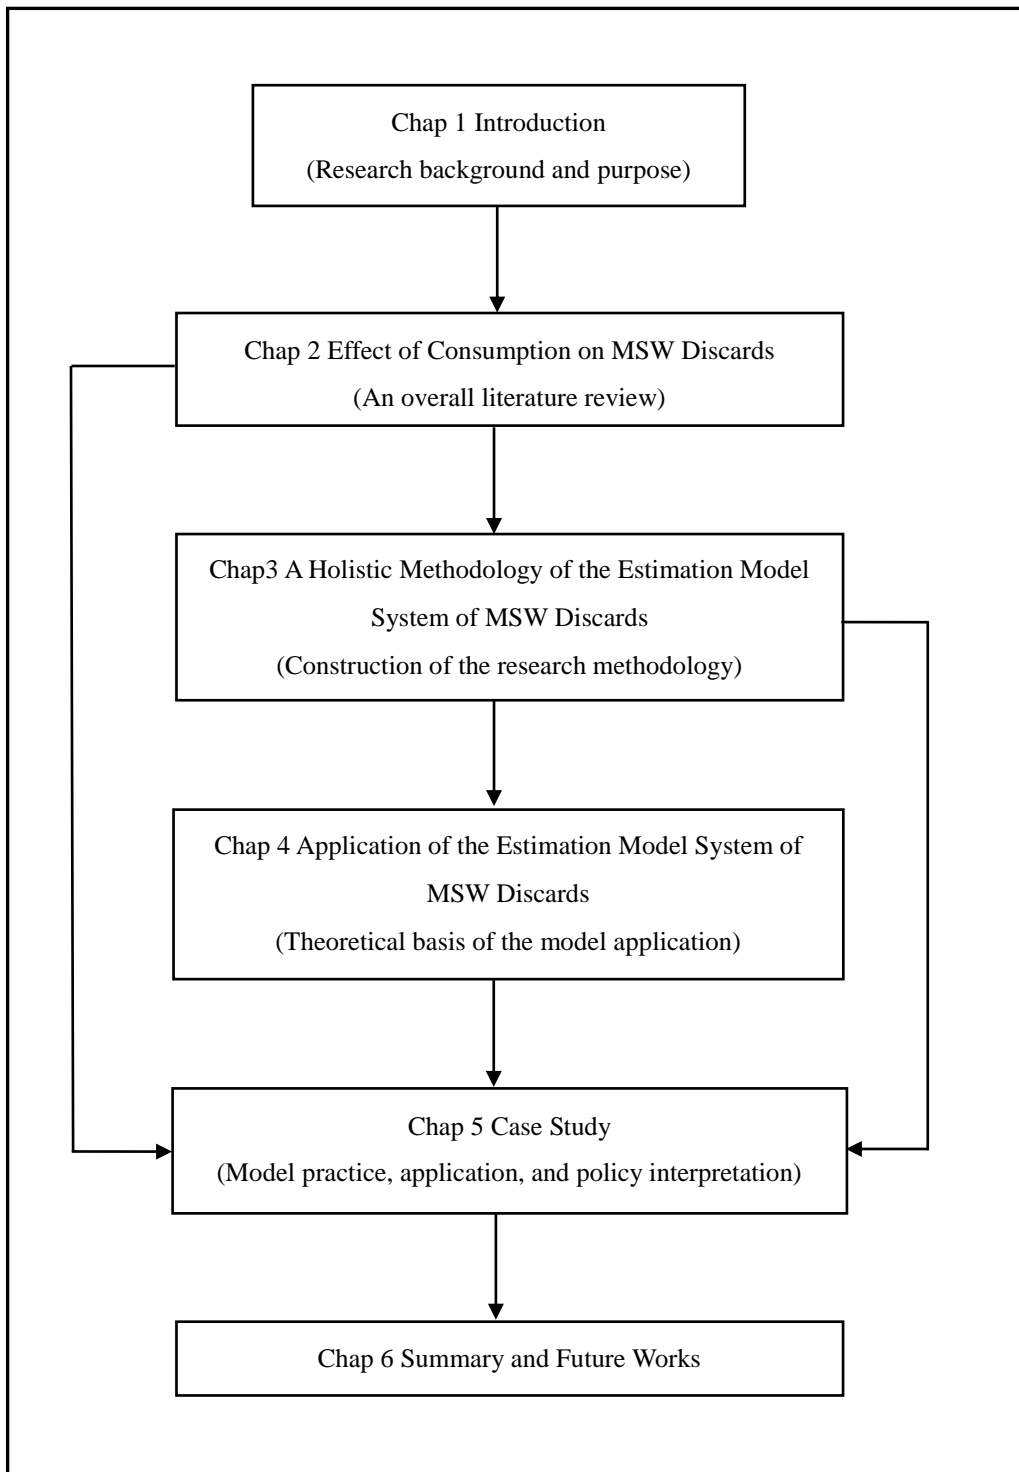 Chap 1 Introduction
(Research background and purpose)
Chap 2 Effect of Consumption on MSW Discards
(An overall literature review)
Chap3 A Holistic Methodology of the Estimation Model
System of MSW Discards
(Construction of the research methodology)
Chap 4 Application of the Estimation Model System of
MSW Discards
(Theoretical basis of the model application)
Chap 5 Case Study
(Model practice, application, and policy interpretation)
Chap 6 Summary and Future Works